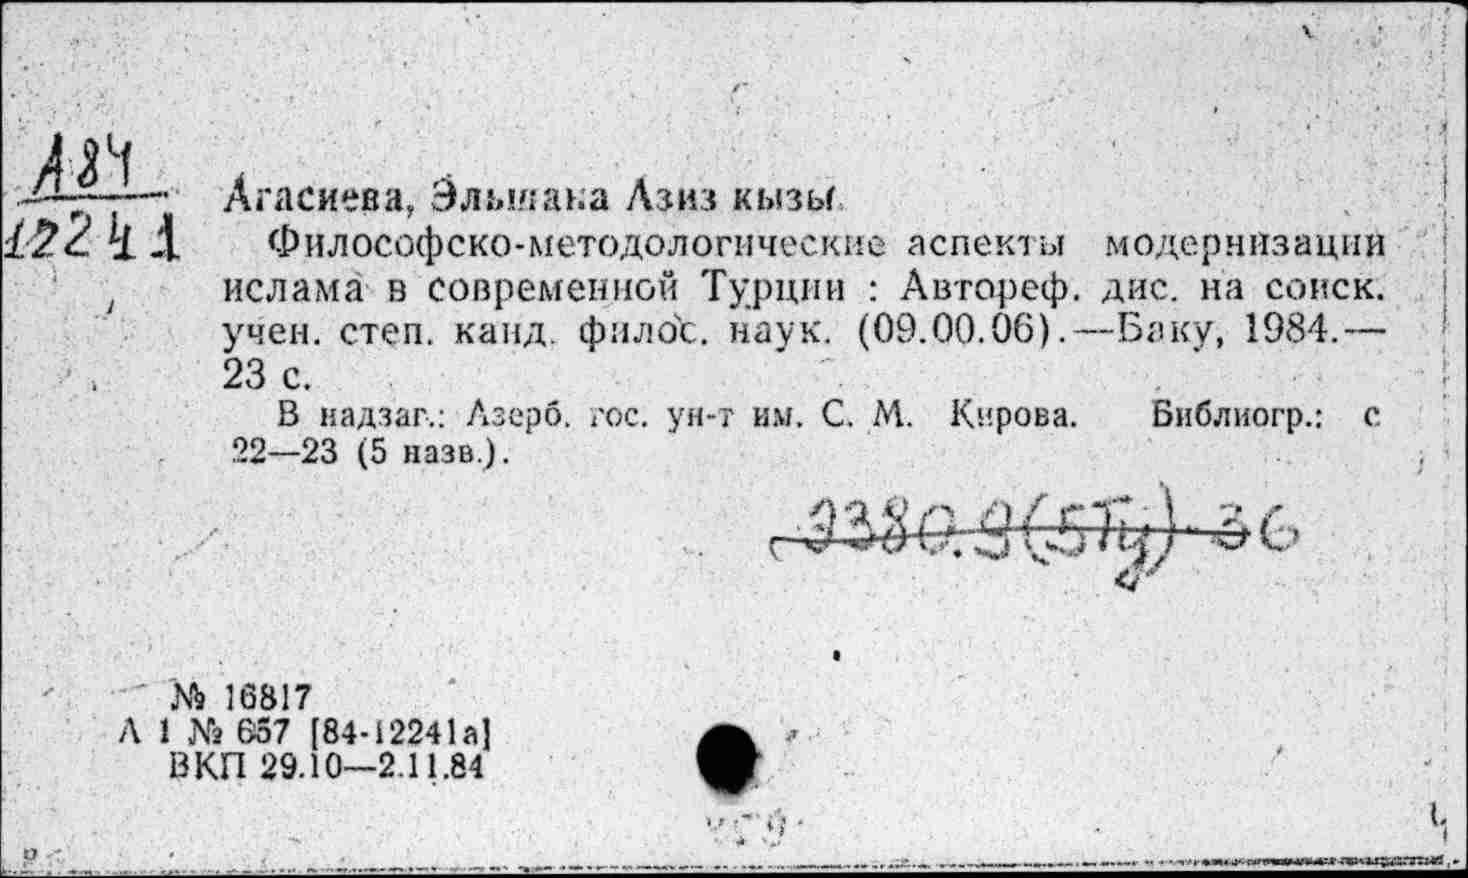 А84
12241
Агасиева, Эльмана Азиз кызы.
Философско-методологические аспекты модернизации
ислама в современной Турции : Автореф. дис. на соиск.
учен. степ. канд. филос. наук. (09.00.06).—Баку, 1984.—
23 с.
В надзаг.: Азерб. гос. ун-т им. С. М. Кирова. Библиогр.: с
22—23 (5 назв.).
Э380.9(5Ту)-36
№ 16817
Л 1 № 657 [84-12241а]
ВКП 29.10—2.11.84